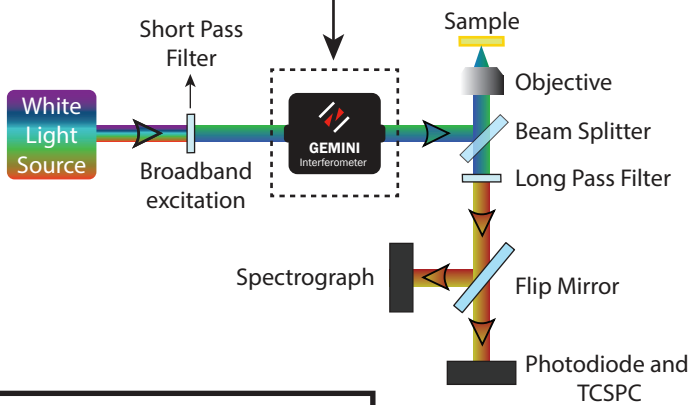 Short Pass
Filter
Sample
White
Light
Source
Broadband
excitation
GEMINI
Interferometer
Objective
Beam Splitter
Long Pass Filter
Spectrograph
Flip Mirror
Photodiode and
TCSPC